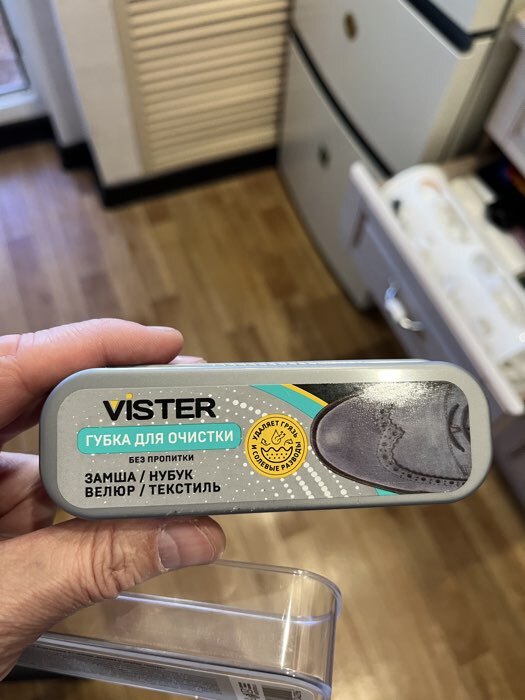 VISTER
ГУБКА ДЛЯ ОЧИСТКИ
БЕЗ ПРОПИТКИ
ЗАМША / НУБУК
ВЕЛЮР / ТЕКСТИЛЬ
УДАЛЯЕТ ГРЯЗЬ
И СОЛЕВЫЕ РАЗВОДЫ